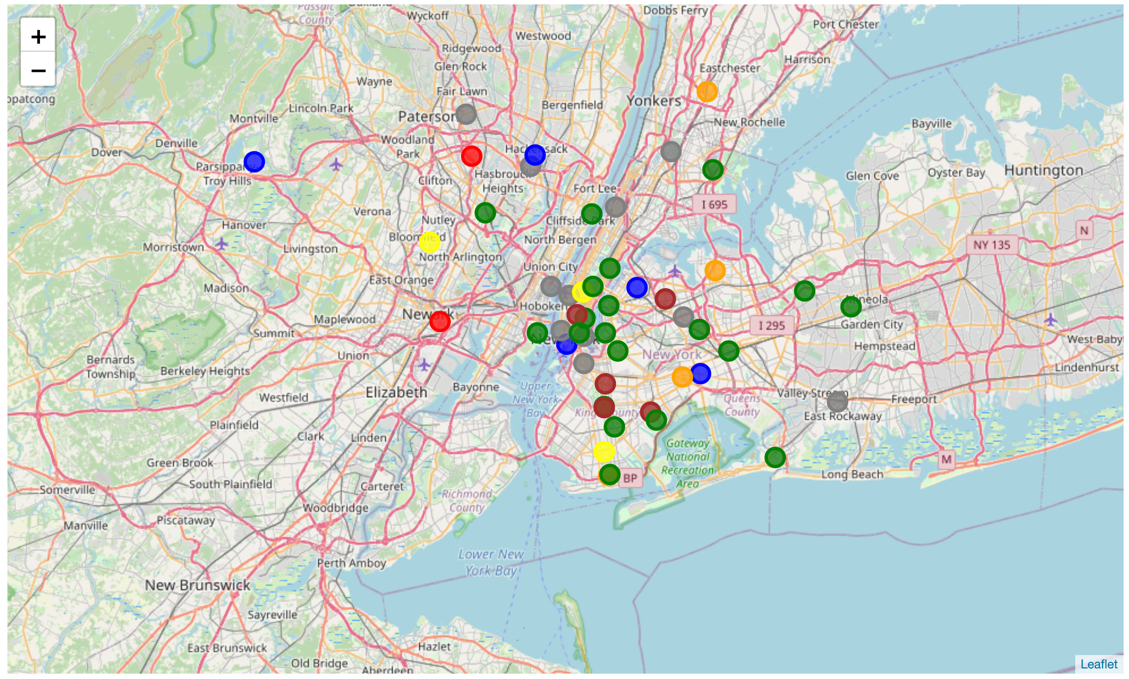 Passaic
County
Wyckoff
Dobbs Ferry
Port Chester
+
Westwood
Ridgewood
Harrison
Glen Rock
Eastchester
−
Wayne
Fair Lawn
opatcong
Lincoln Park
Bergenfield
Yonkers
Montville
Paterson
New Rochelle
Bayville
Denville
Woodland
Park
Dover
Parsippany
Troy Hills
Hasbrouck
Heights
Huntington
Clifton
Fort Lee
Glen Cove
Oyster Bay
I 695
Verona
Nutley
Hanover
Cliffside Park
N
Bloomfield
North Bergen
NY 135
Morristown
Livingston
North Arlington
Union City
East Orange
Madison
Hoboken
Mineola
Maplewood
Newark
I 295
Garden City
Summit
West Baby
Union
New York
Hempstead
Bernards
Township
Berkeley Heights
Lindenhurst
Elizabeth
Bayonne
Upper
New York
Bay
Westfield
Queens
County
Valley Stream
Freeport
East Rockaway
Plainfield
Clark
Linden
Gateway
National
Recreation
Area
Green Brook
M
BP
Long Beach
South Plainfield
Carteret
Somerville
Richmond
County
Woodbridge
Manville
Piscataway
Lower New
York Bay
Perth Amboy
New Brunswick
Sayreville
East Brunswick
Hazlet
Old Bridge
Aberdeen
Leaflet